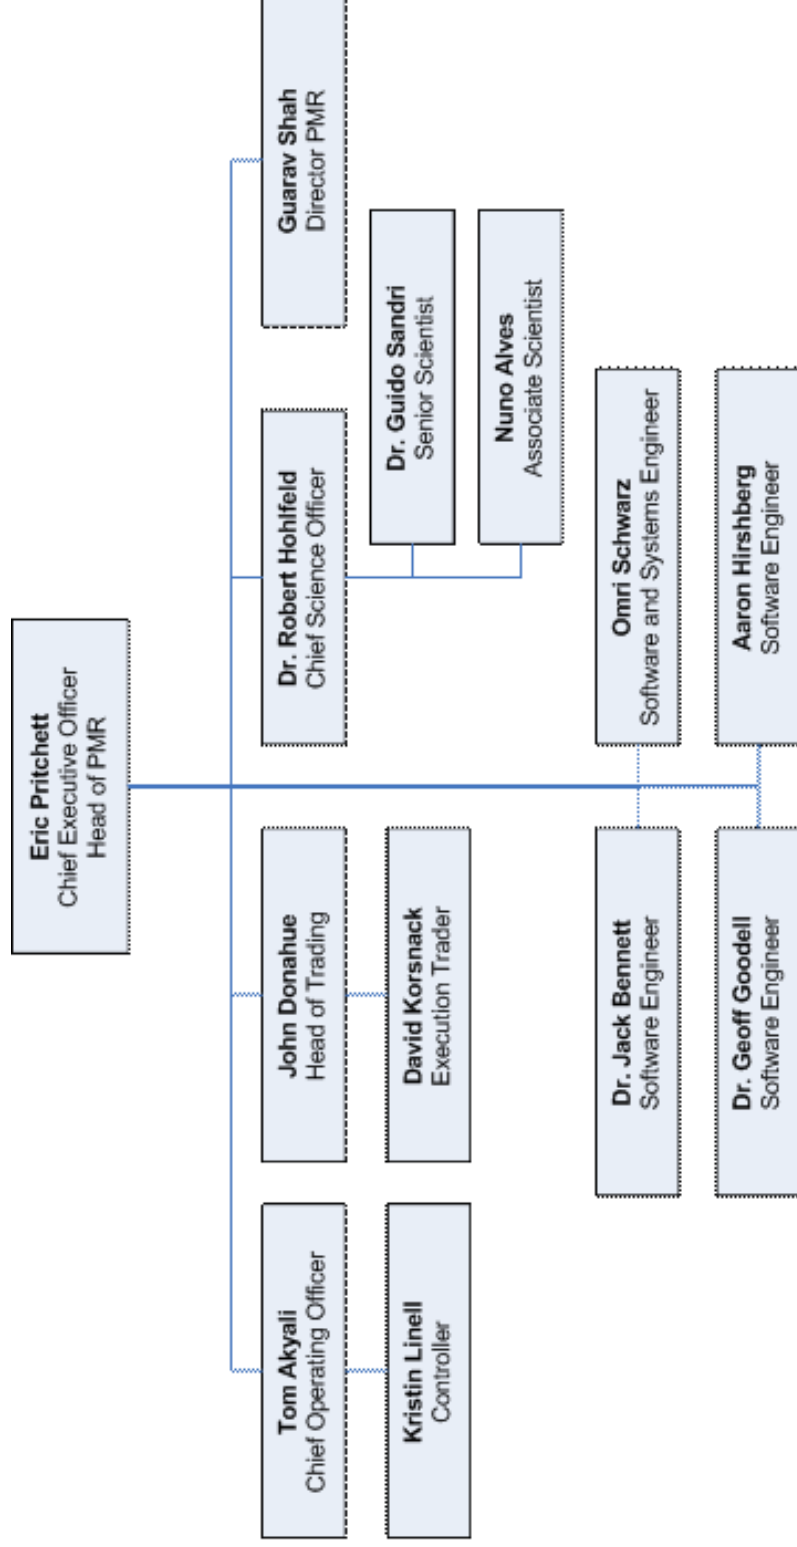 Eric Pritchett
Chief Executive Officer
Head of PMR
Tom Akyali
Chief Operating Officer
John Donahue
Head of Trading
Dr. Robert Hohlfeld
Chief Science Officer
Guarav Shah
Director PMR
Kristin Linell
Controller
David Korsnack
Execution Trader
Dr. Guido Sandri
Senior Scientist
Nuno Alves
Associate Scientist
Dr. Jack Bennett
Software Engineer
Omri Schwarz
Software and Systems Engineer
Dr. Geoff Goodell
Software Engineer
Aaron Hirshberg
Software Engineer